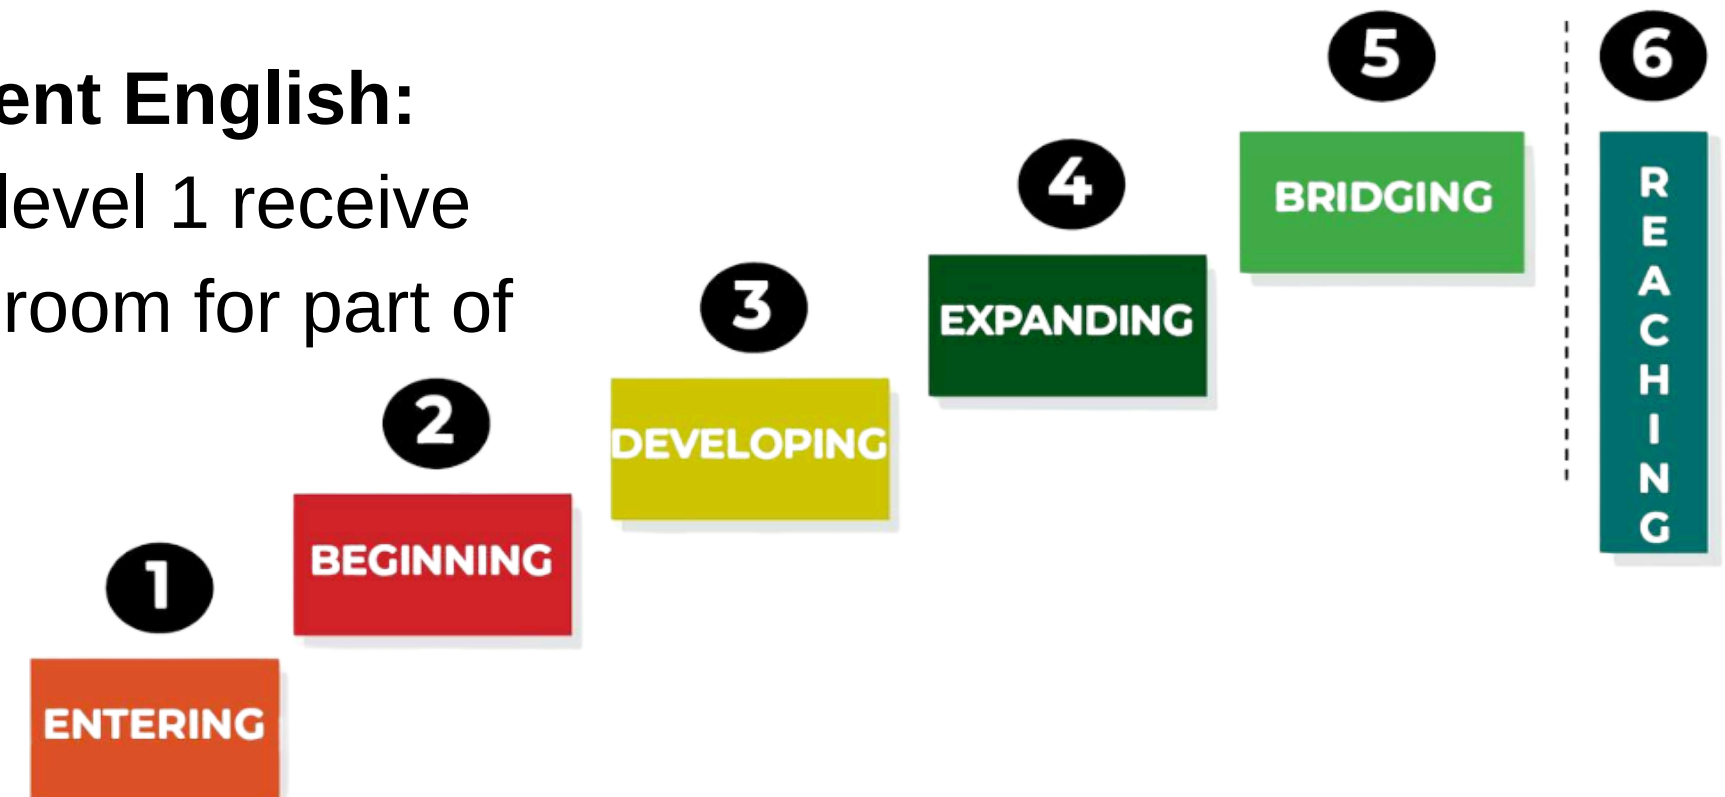 ent English:
level 1 receive
room for part of
1
ENTERING
2
BEGINNING
3
DEVELOPING
4
EXPANDING
5
BRIDGING
6
REACHING